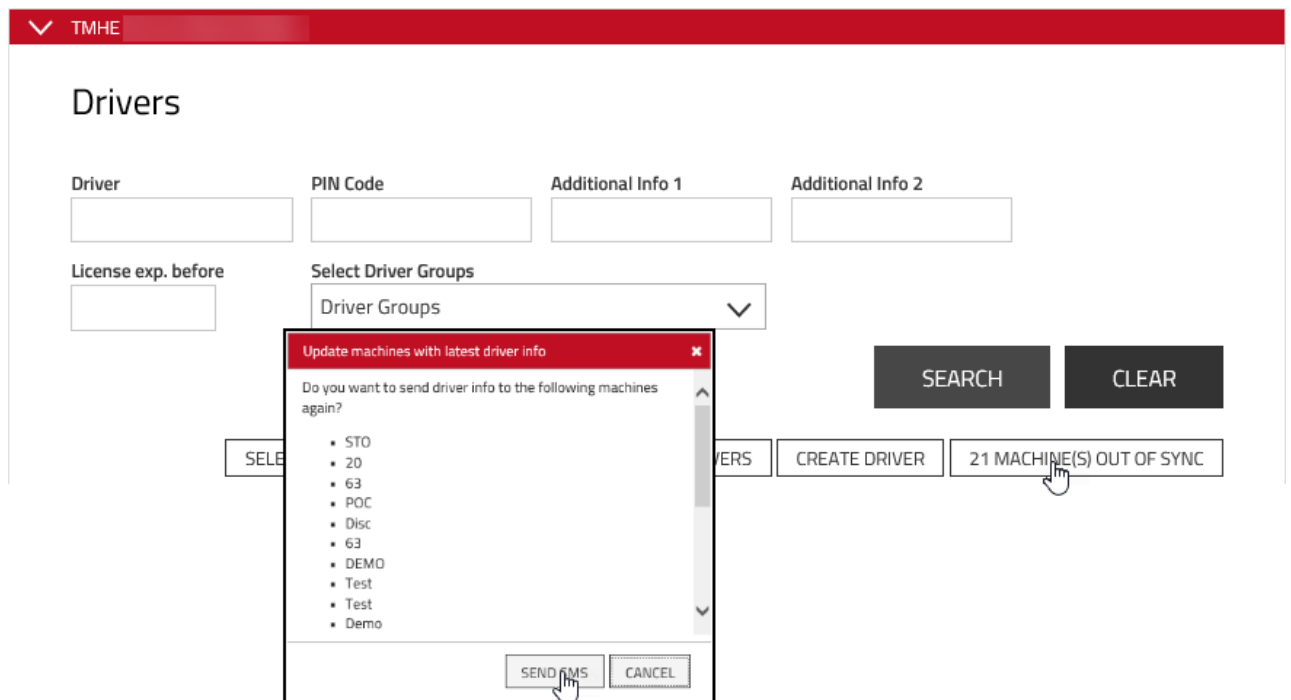 TMHE
Drivers
Driver PIN Code Additional Info 1 Additional Info 2
License exp. before Select Driver Groups
Driver Groups
Update machines with latest driver info
Do you want to send driver info to the following machines
again?
STO
20
63
POC
Disc
63
DEMO
Test
Test
Demo
SEND SMS CANCEL
SEARCH CLEAR
CREATE DRIVER 21 MACHINE(S) OUT OF SYNC